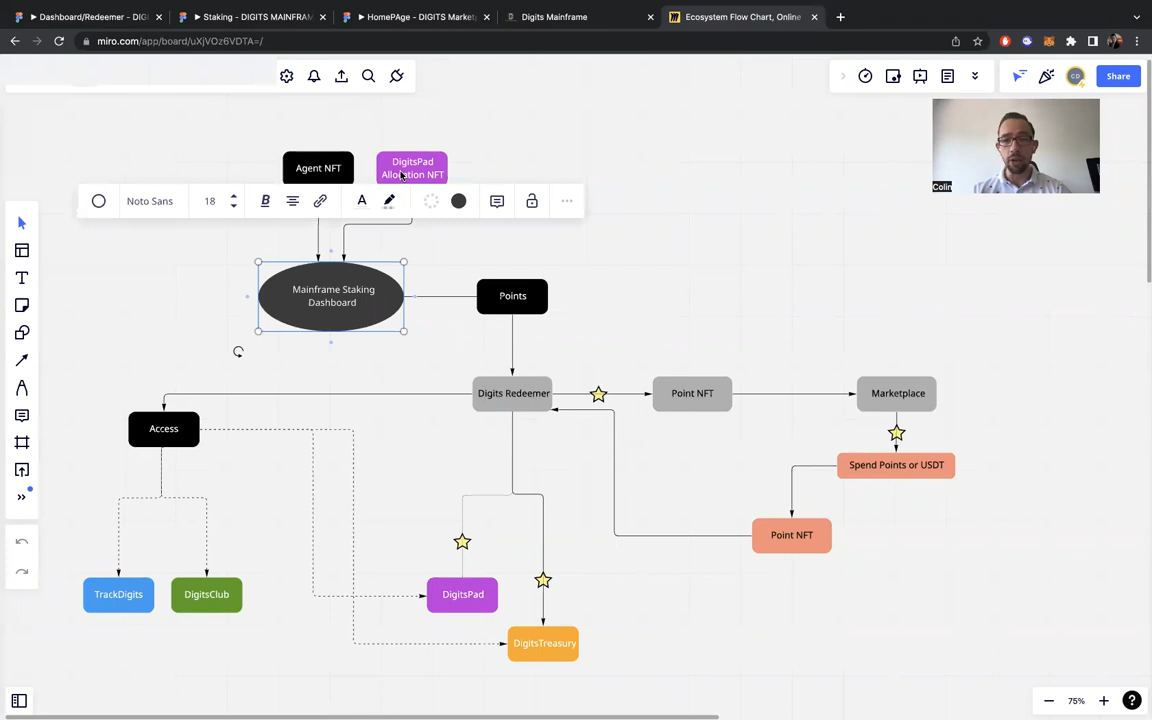 Dashboard/Redeemer - DIGI
Staking - DIGITS MAINFRAM
HomePAge - DIGITS Market
Digits Mainframe
Ecosystem Flow Chart, Online
miro.com/app/board/uXjVOz6VDTA=/
CD
Share
Colin
Agent NFT
DigitsPad
Allocation NFT
Noto Sans
18
B
A
Mainframe Staking
Dashboard
Points
Digits Redeemer
Point NFT
Marketplace
Access
Spend Points or USDT
Point NFT
TrackDigits
DigitsClub
DigitsPad
DigitsTreasury
75%